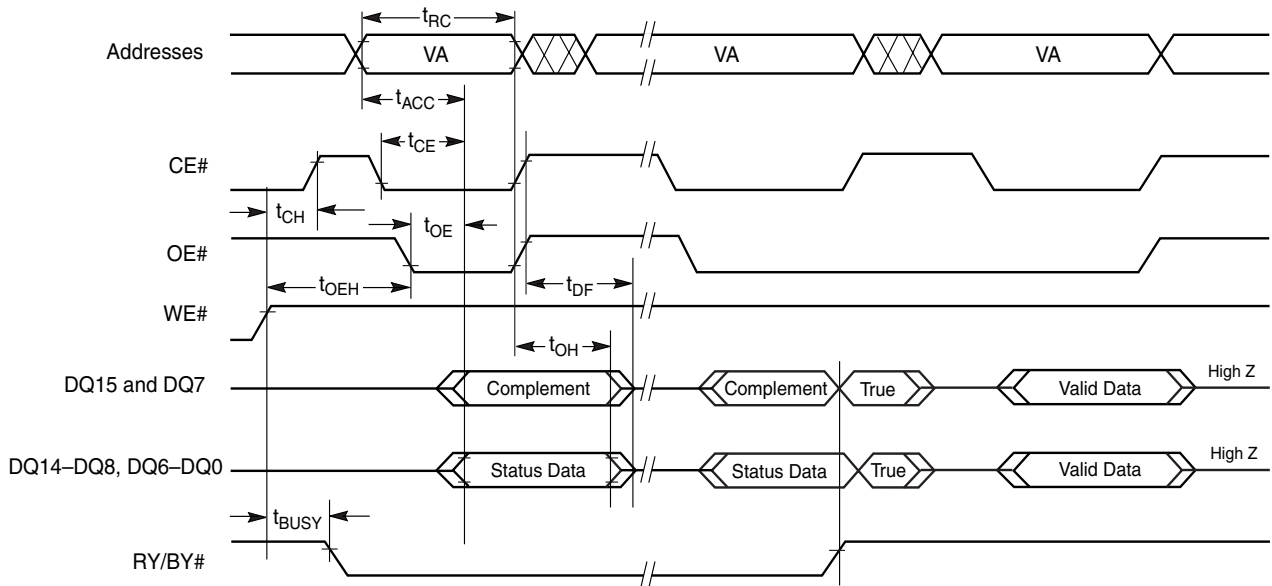 tRC
Addresses VA VA VA
tACC
tCE
CE#
tCH tOE
OE#
tOEH tDF
WE#
tOH
DQ15 and DQ7 Complement Complement True Valid Data High Z
DQ14–DQ8, DQ6–DQ0 Status Data Status Data True Valid Data High Z
tBUSY
RY/BY#